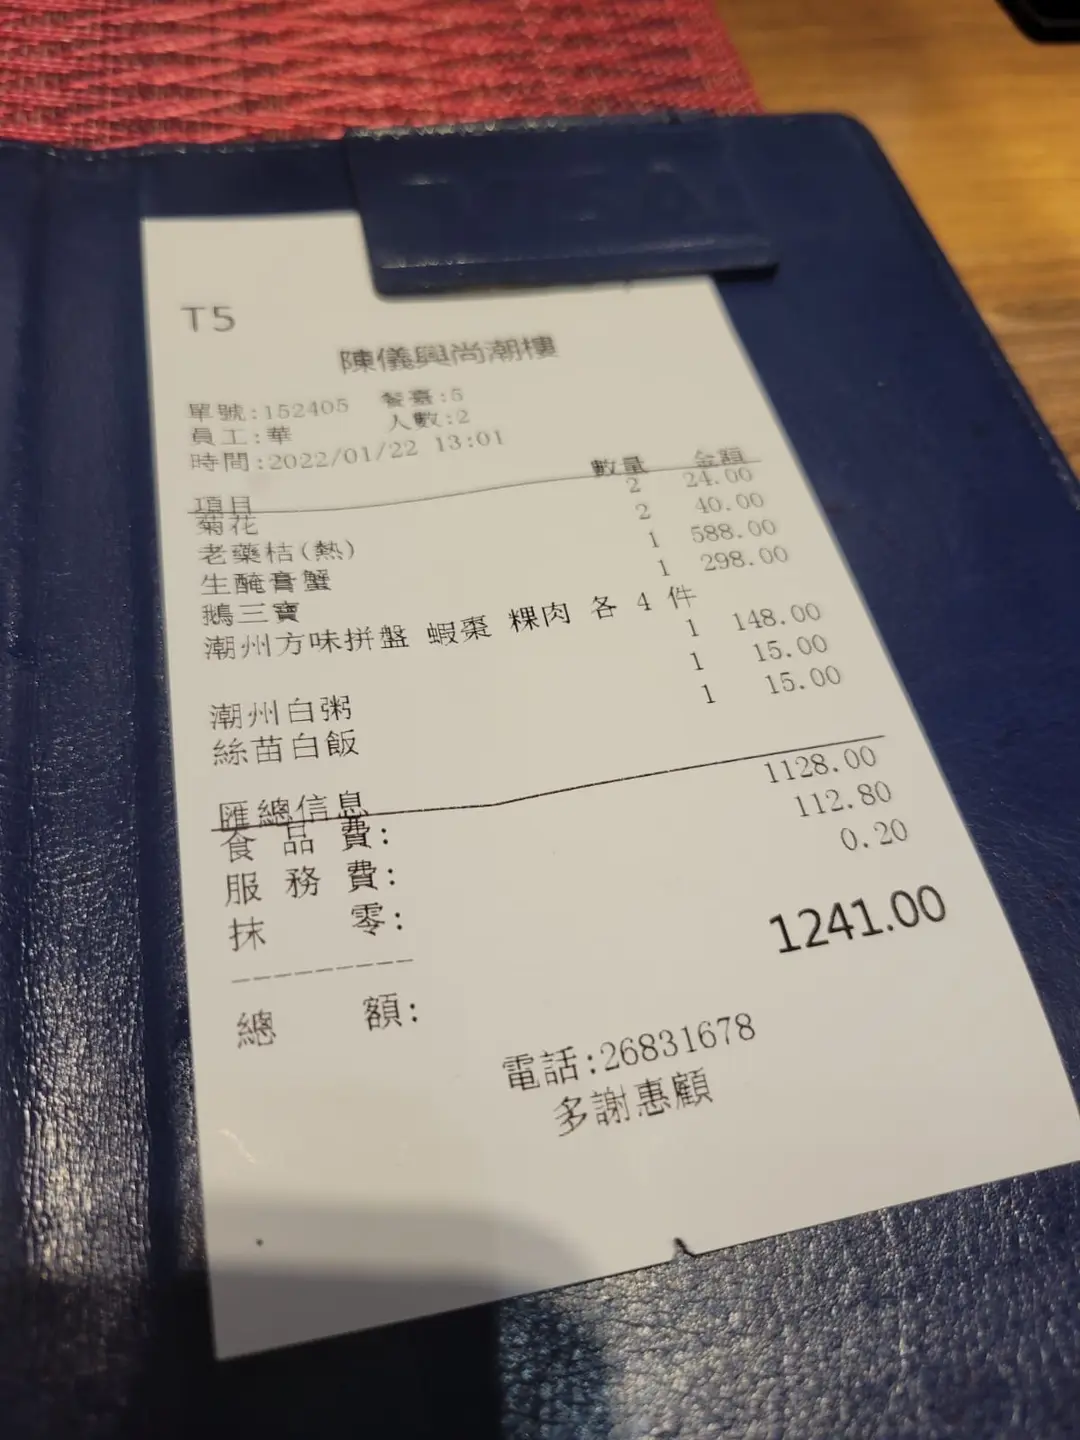 T5
陳儀興尚潮樓
單號:152405 餐臺:5
員工:華 人數:2
時間:2022/01/22 13:01
項目 數量 金額
菊花 2 24.00
老藥桔(熱) 2 40.00
生醃膏蟹 1 588.00
鵝三寶 1 298.00
潮州方味拼盤 蝦棗 粿肉 各 4 件
1 148.00
潮州白粥 1 15.00
絲苗白飯 1 15.00
匯總信息
食品費: 1128.00
服務費: 112.80
抹零: 0.20
---------
總額: 1241.00
電話:26831678
多謝惠顧